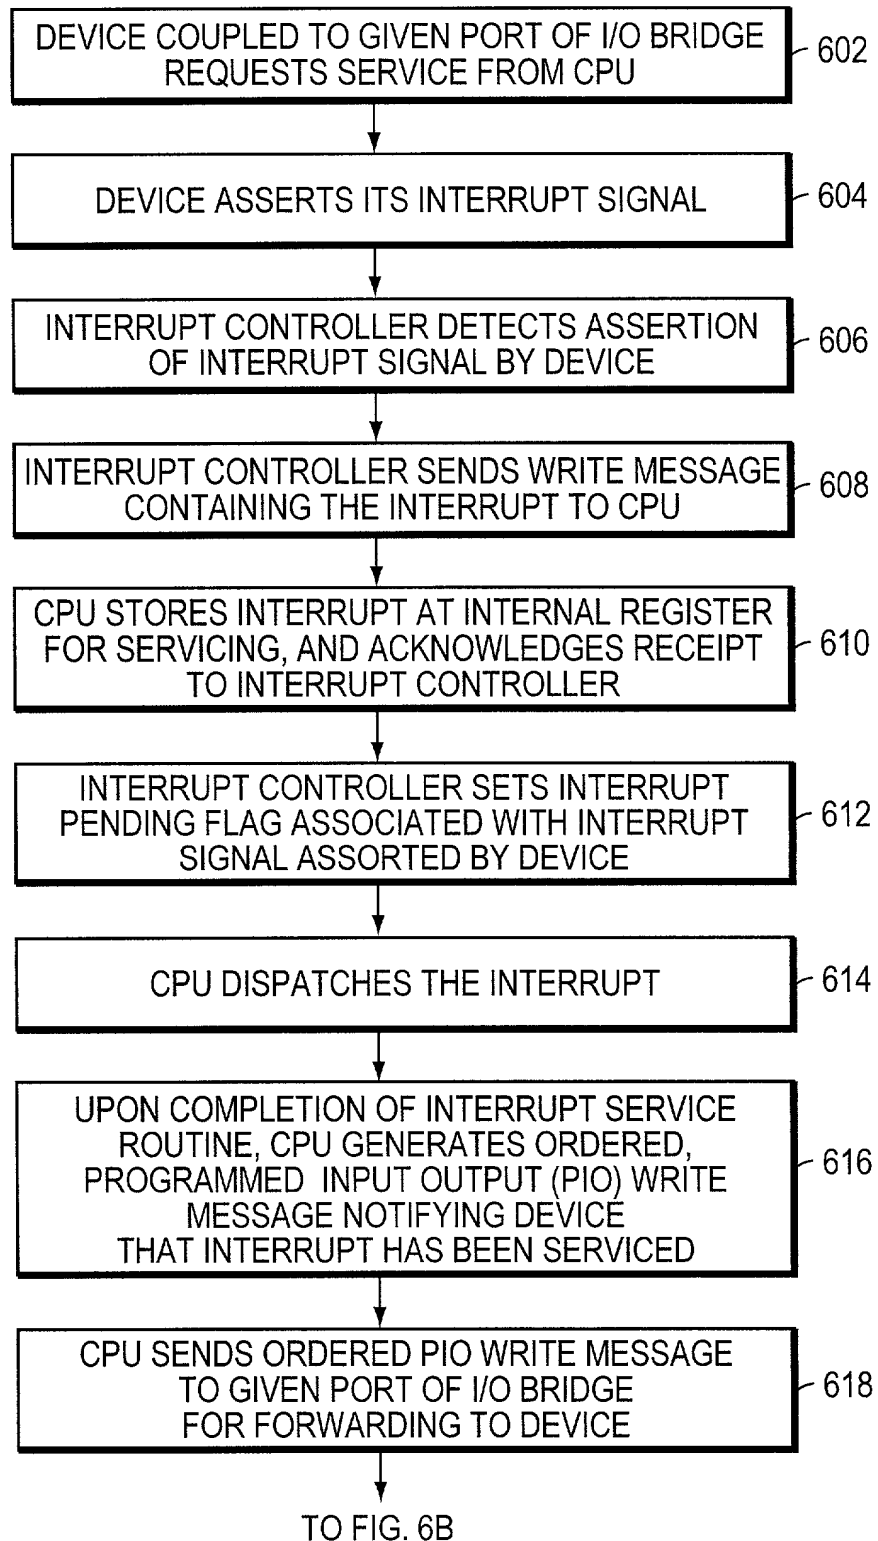 DEVICE COUPLED TO GIVEN PORT OF I/O BRIDGE
REQUESTS SERVICE FROM CPU
602
DEVICE ASSERTS ITS INTERRUPT SIGNAL
604
INTERRUPT CONTROLLER DETECTS ASSERTION
OF INTERRUPT SIGNAL BY DEVICE
606
INTERRUPT CONTROLLER SENDS WRITE MESSAGE
CONTAINING THE INTERRUPT TO CPU
608
CPU STORES INTERRUPT AT INTERNAL REGISTER
FOR SERVICING, AND ACKNOWLEDGES RECEIPT
TO INTERRUPT CONTROLLER
610
INTERRUPT CONTROLLER SETS INTERRUPT
PENDING FLAG ASSOCIATED WITH INTERRUPT
SIGNAL ASSORTED BY DEVICE
612
CPU DISPATCHES THE INTERRUPT
614
UPON COMPLETION OF INTERRUPT SERVICE
ROUTINE, CPU GENERATES ORDERED,
PROGRAMMED INPUT OUTPUT (PIO) WRITE
MESSAGE NOTIFYING DEVICE
THAT INTERRUPT HAS BEEN SERVICED
616
CPU SENDS ORDERED PIO WRITE MESSAGE
TO GIVEN PORT OF I/O BRIDGE
FOR FORWARDING TO DEVICE
618
TO FIG. 6B